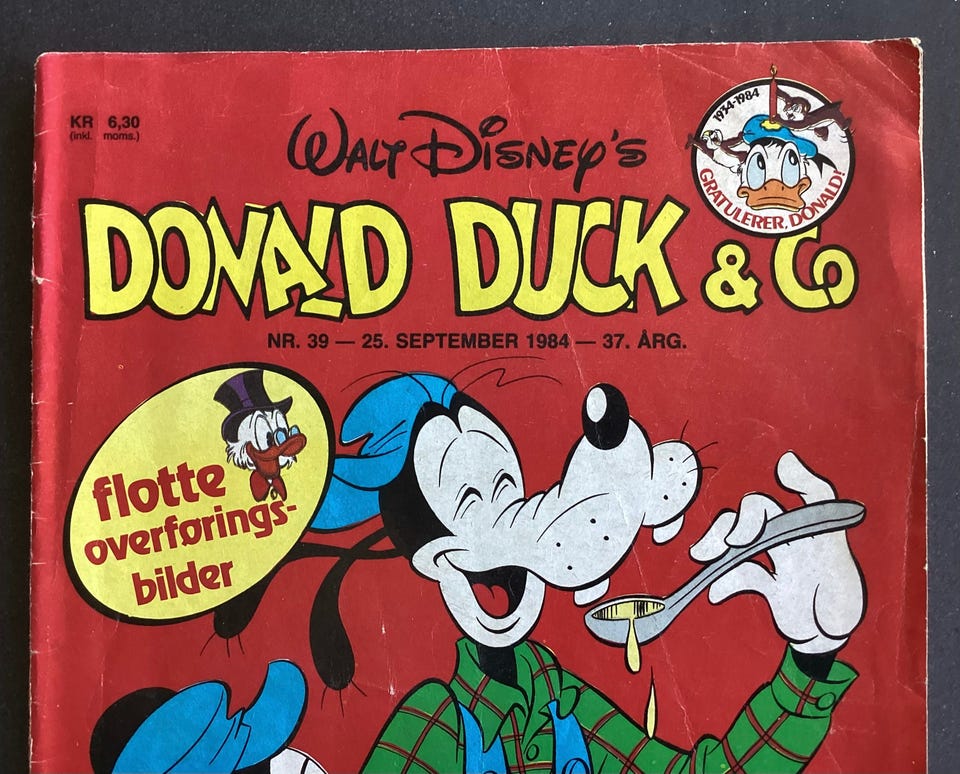 KR 6,30
(inkl. moms.)
WALT DISNEY'S
1934-1984
GRATULERER, DONALD!
DONALD DUCK & Co
NR. 39 — 25. SEPTEMBER 1984 — 37. ÅRG.
flotte
overførings-
bilder